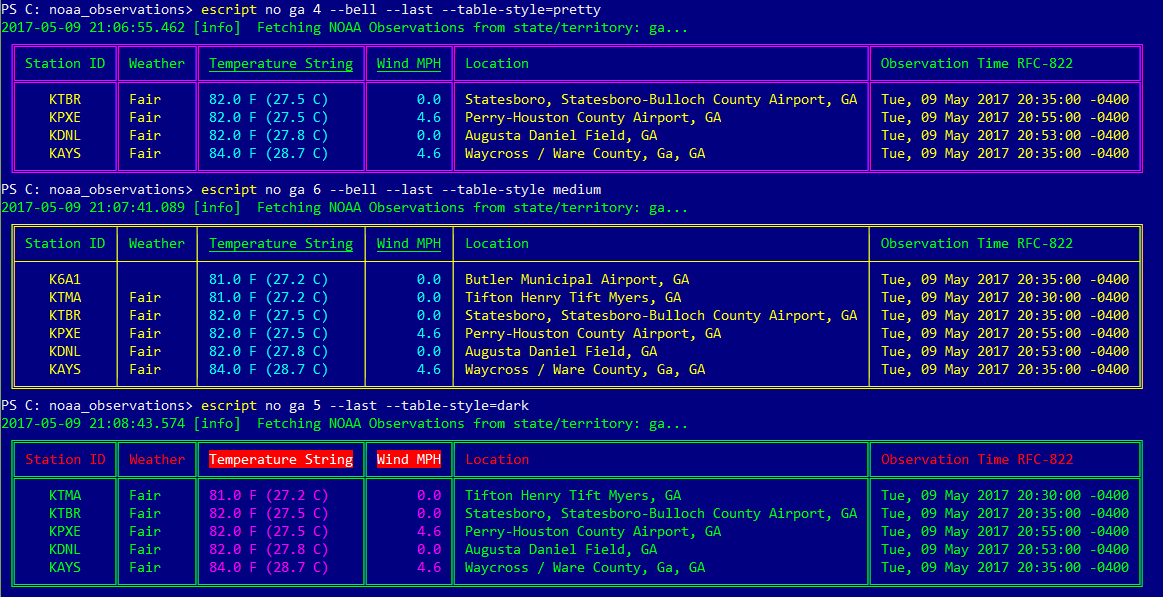 PS C: noaa_observations> escript no ga 4 --bell --last --table-style=pretty
2017-05-09 21:06:55.462 [info]  Fetching NOAA Observations from state/territory: ga...
Station ID Weather Temperature String Wind MPH Location Observation Time RFC-822
KTBR Fair 82.0 F (27.5 C) 0.0 Statesboro, Statesboro-Bulloch County Airport, GA Tue, 09 May 2017 20:35:00 -0400
KPXE Fair 82.0 F (27.5 C) 4.6 Perry-Houston County Airport, GA Tue, 09 May 2017 20:55:00 -0400
KDNL Fair 82.0 F (27.8 C) 0.0 Augusta Daniel Field, GA Tue, 09 May 2017 20:53:00 -0400
KAYS Fair 84.0 F (28.7 C) 4.6 Waycross / Ware County, Ga, GA Tue, 09 May 2017 20:35:00 -0400
PS C: noaa_observations> escript no ga 6 --bell --last --table-style medium
2017-05-09 21:07:41.089 [info]  Fetching NOAA Observations from state/territory: ga...
Station ID Weather Temperature String Wind MPH Location Observation Time RFC-822
K6A1 81.0 F (27.2 C) 0.0 Butler Municipal Airport, GA Tue, 09 May 2017 20:35:00 -0400
KTMA Fair 81.0 F (27.2 C) 0.0 Tifton Henry Tift Myers, GA Tue, 09 May 2017 20:30:00 -0400
KTBR Fair 82.0 F (27.5 C) 0.0 Statesboro, Statesboro-Bulloch County Airport, GA Tue, 09 May 2017 20:35:00 -0400
KPXE Fair 82.0 F (27.5 C) 4.6 Perry-Houston County Airport, GA Tue, 09 May 2017 20:55:00 -0400
KDNL Fair 82.0 F (27.8 C) 0.0 Augusta Daniel Field, GA Tue, 09 May 2017 20:53:00 -0400
KAYS Fair 84.0 F (28.7 C) 4.6 Waycross / Ware County, Ga, GA Tue, 09 May 2017 20:35:00 -0400
PS C: noaa_observations> escript no ga 5 --last --table-style=dark
2017-05-09 21:08:43.574 [info]  Fetching NOAA Observations from state/territory: ga...
Station ID Weather Temperature String Wind MPH Location Observation Time RFC-822
KTMA Fair 81.0 F (27.2 C) 0.0 Tifton Henry Tift Myers, GA Tue, 09 May 2017 20:30:00 -0400
KTBR Fair 82.0 F (27.5 C) 0.0 Statesboro, Statesboro-Bulloch County Airport, GA Tue, 09 May 2017 20:35:00 -0400
KPXE Fair 82.0 F (27.5 C) 4.6 Perry-Houston County Airport, GA Tue, 09 May 2017 20:55:00 -0400
KDNL Fair 82.0 F (27.8 C) 0.0 Augusta Daniel Field, GA Tue, 09 May 2017 20:53:00 -0400
KAYS Fair 84.0 F (28.7 C) 4.6 Waycross / Ware County, Ga, GA Tue, 09 May 2017 20:35:00 -0400